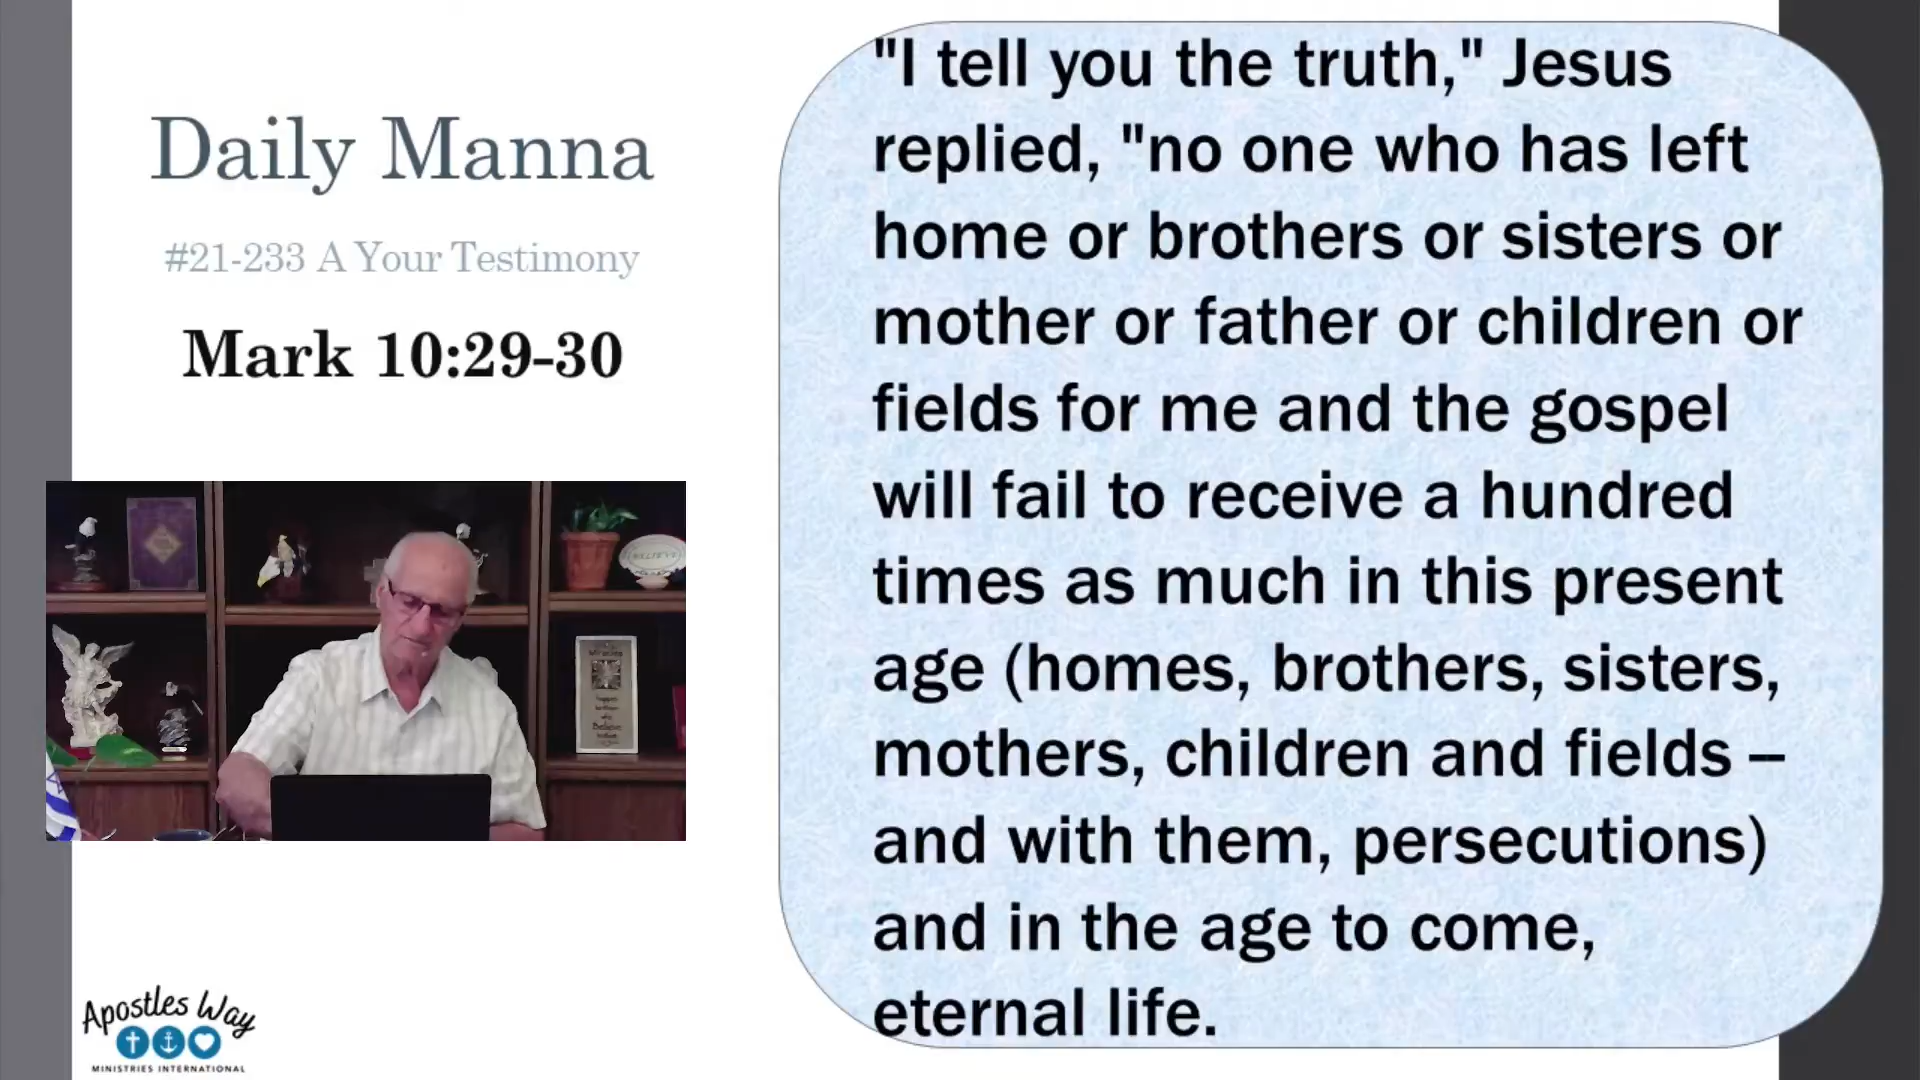 Daily Manna
#21-233 A Your Testimony
Mark 10:29-30
"I tell you the truth," Jesus
replied, "no one who has left
home or brothers or sisters or
mother or father or children or
fields for me and the gospel
will fail to receive a hundred
times as much in this present
age (homes, brothers, sisters,
mothers, children and fields –
and with them, persecutions)
and in the age to come,
eternal life.
BELIEVE
Believe
Apostles Way
MINISTRIES INTERNATIONAL